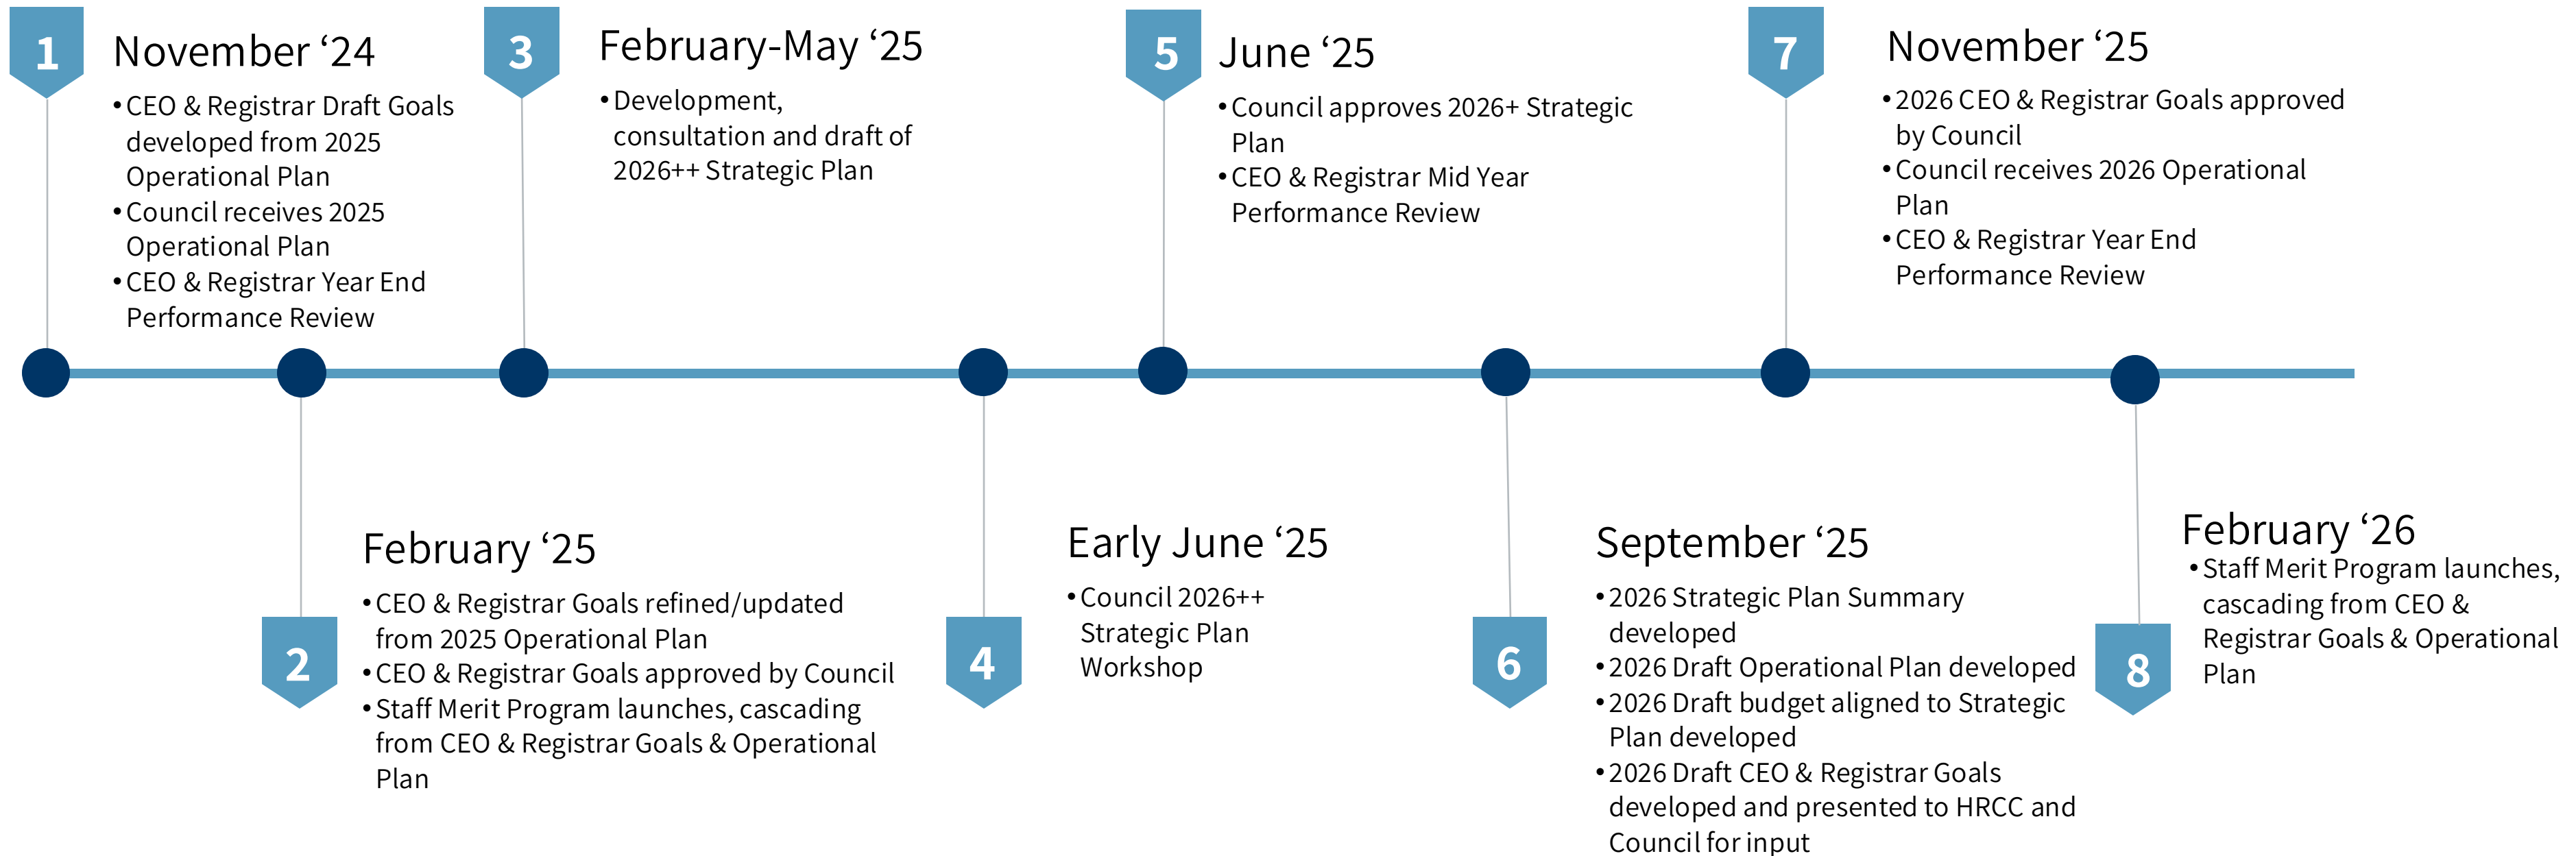 1
November ‘24
•CEO & Registrar Draft Goals
developed from 2025
Operational Plan
•Council receives 2025
Operational Plan
•CEO & Registrar Year End
Performance Review
2
February ‘25
•CEO & Registrar Goals refined/updated
from 2025 Operational Plan
•CEO & Registrar Goals approved by Council
•Staff Merit Program launches, cascading
from CEO & Registrar Goals & Operational
Plan
3
February-May ‘25
•Development,
consultation and draft of
2026++ Strategic Plan
4
Early June ‘25
•Council 2026++
Strategic Plan
Workshop
5
June ‘25
•Council approves 2026+ Strategic
Plan
•CEO & Registrar Mid Year
Performance Review
6
September ‘25
•2026 Strategic Plan Summary
developed
•2026 Draft Operational Plan developed
•2026 Draft budget aligned to Strategic
Plan developed
•2026 Draft CEO & Registrar Goals
developed and presented to HRCC and
Council for input
7
November ‘25
•2026 CEO & Registrar Goals approved
by Council
•Council receives 2026 Operational
Plan
•CEO & Registrar Year End
Performance Review
8
February ‘26
•Staff Merit Program launches,
cascading from CEO &
Registrar Goals & Operational
Plan